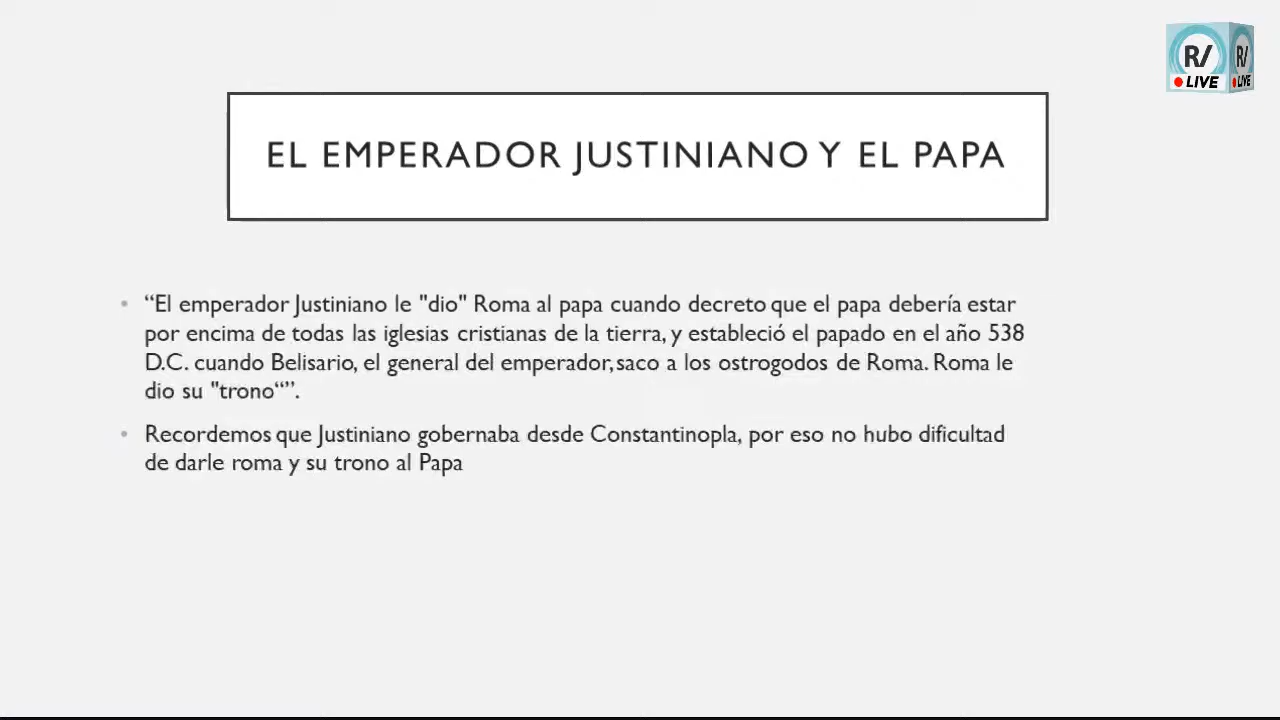 R/
LIVE
R/
LIVE
EL EMPERADOR JUSTINIANO Y EL PAPA
• “El emperador Justiniano le "dio" Roma al papa cuando decreto que el papa debería estar
por encima de todas las iglesias cristianas de la tierra, y estableció el papado en el año 538
D.C. cuando Belisario, el general del emperador, saco a los ostrogodos de Roma. Roma le
dio su "trono“”.
• Recordemos que Justiniano gobernaba desde Constantinopla, por eso no hubo dificultad
de darle roma y su trono al Papa